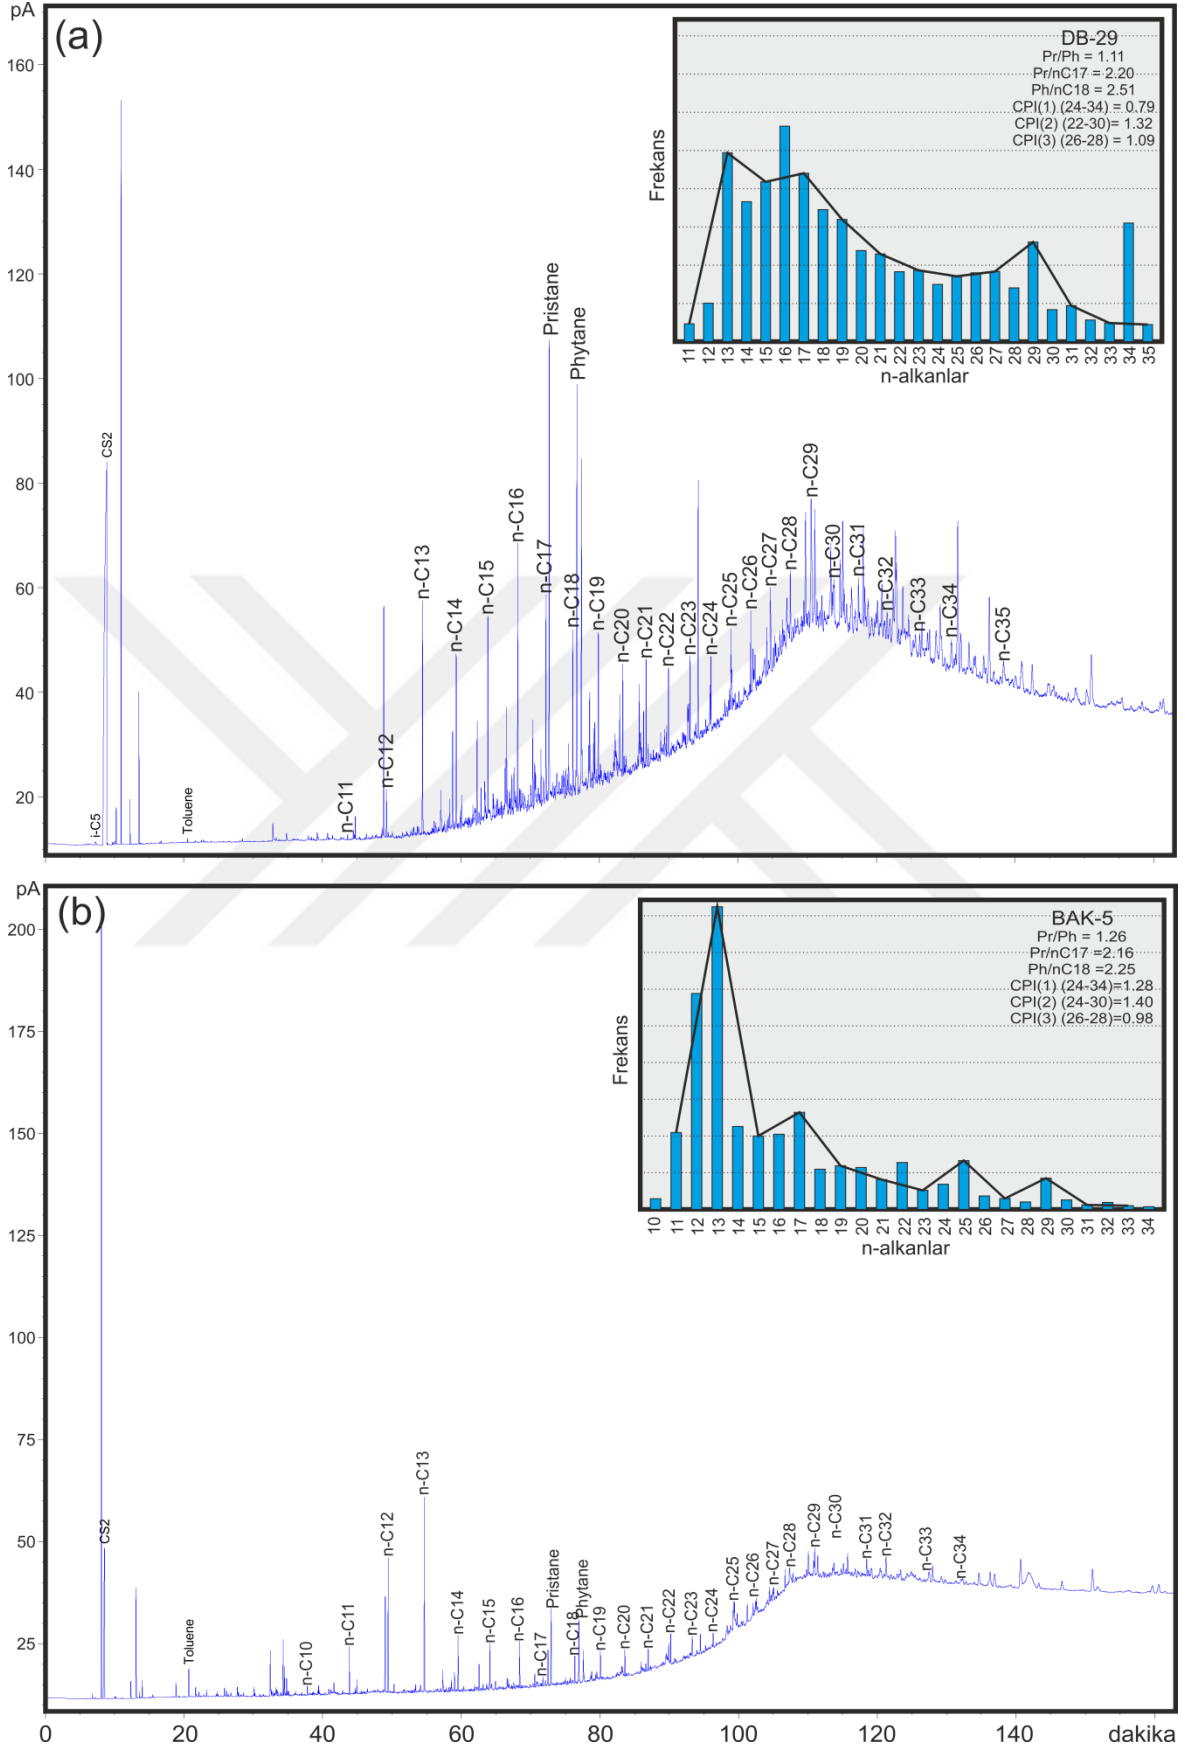 pA
(a)
160
140
120
100
80
60
40
20
i-C5
CS2
Toluene
n-C11
n-C12
n-C13
n-C14
n-C15
n-C16
n-C17
Pristane
n-C18
Phytane
n-C19
n-C20
n-C21
n-C22
n-C23
n-C24
n-C25
n-C26
n-C27
n-C28
n-C29
n-C30
n-C31
n-C32
n-C33
n-C34
n-C35
DB-29
Pr/Ph = 1.11
Pr/nC17 = 2.20
Ph/nC18 = 2.51
CPI(1) (24-34) = 0.79
CPI(2) (22-30)= 1.32
CPI(3) (26-28) = 1.09
Frekans
11 12 13 14 15 16 17 18 19 20 21 22 23 24 25 26 27 28 29 30 31 32 33 34 35
n-alkanlar
pA
(b)
200
175
150
125
100
75
50
25
CS2
Toluene
n-C10
n-C11
n-C12
n-C13
n-C14
n-C15
n-C16
n-C17
Pristane
n-C18
Phytane
n-C19
n-C20
n-C21
n-C22
n-C23
n-C24
n-C25
n-C26
n-C27
n-C28
n-C29
n-C30
n-C31
n-C32
n-C33
n-C34
BAK-5
Pr/Ph = 1.26
Pr/nC17 =2.16
Ph/nC18 =2.25
CPI(1) (24-34)=1.28
CPI(2) (24-30)=1.40
CPI(3) (26-28)=0.98
Frekans
10 11 12 13 14 15 16 17 18 19 20 21 22 23 24 25 26 27 28 29 30 31 32 33 34
n-alkanlar
0 20 40 60 80 100 120 140 dakika